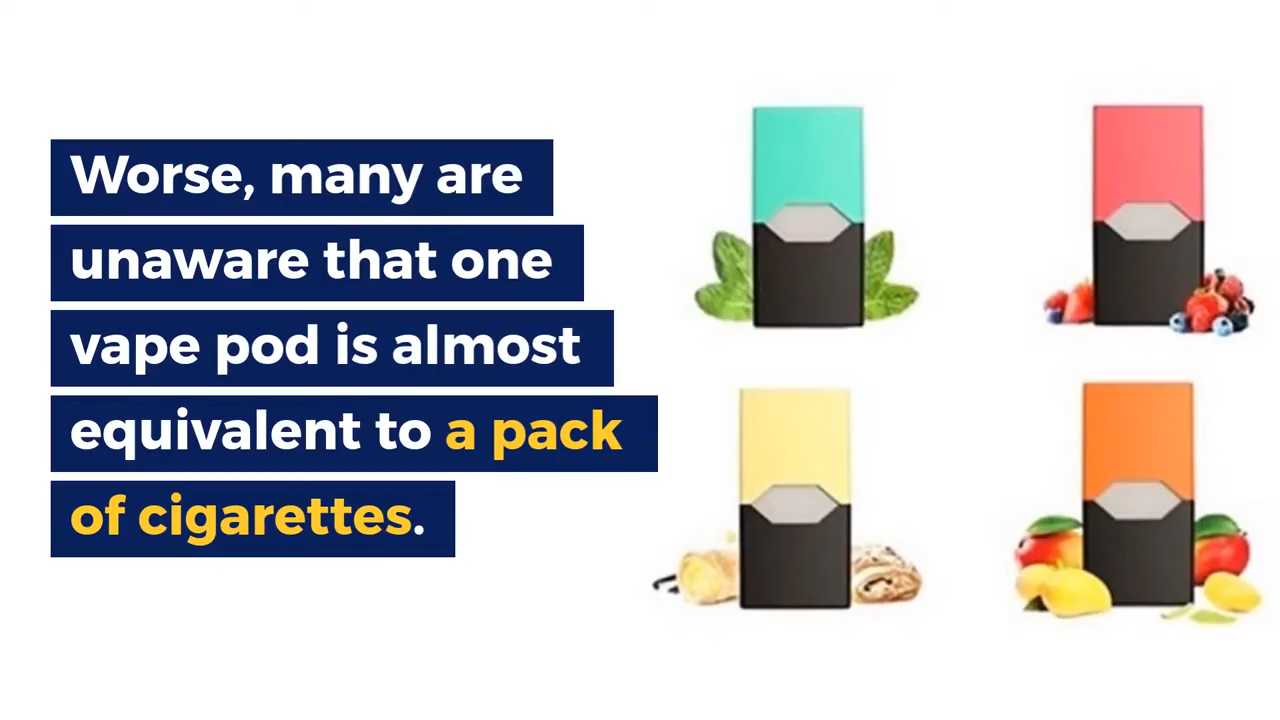 Worse, many are
unaware that one
vape pod is almost
equivalent to a pack
of cigarettes.